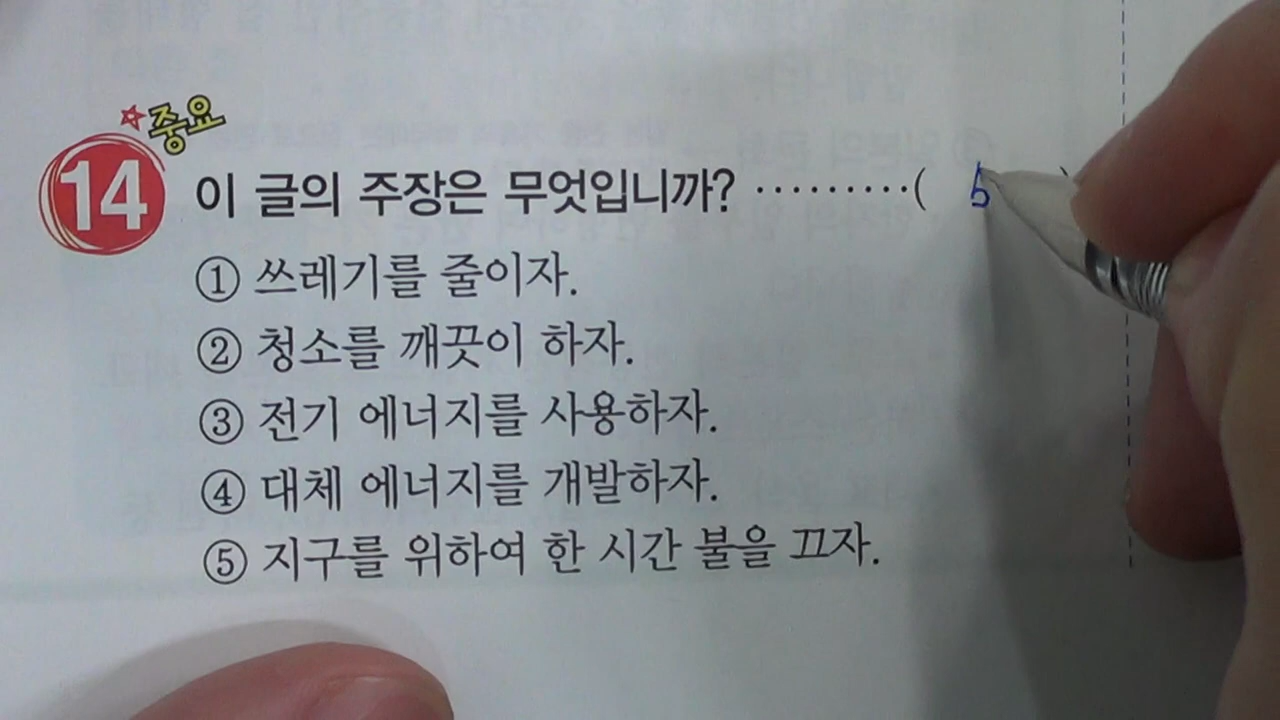 중요
14 이 글의 주장은 무엇입니까? ·········( 5 )
① 쓰레기를 줄이자.
② 청소를 깨끗이 하자.
③ 전기 에너지를 사용하자.
④ 대체 에너지를 개발하자.
⑤ 지구를 위하여 한 시간 불을 끄자.